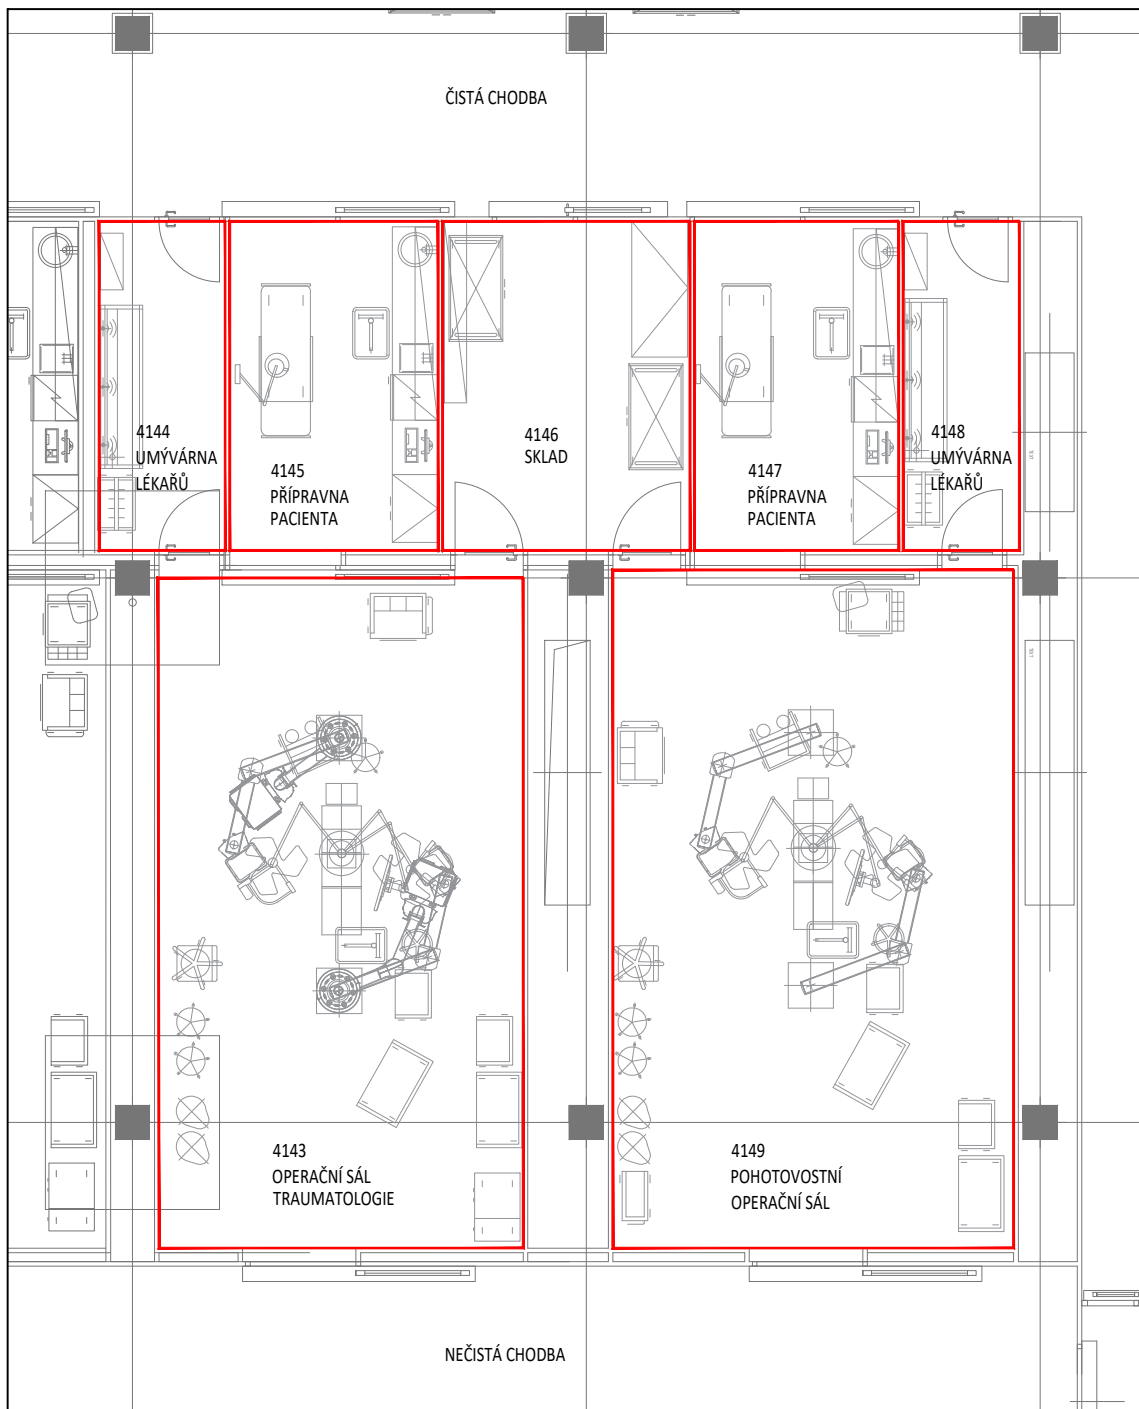 ČISTÁ CHODBA
4144
UMÝVÁRNA
LÉKAŘŮ
4145
PŘÍPRAVNA
PACIENTA
4146
SKLAD
4147
PŘÍPRAVNA
PACIENTA
4148
UMÝVÁRNA
LÉKAŘŮ
4143
OPERAČNÍ SÁL
TRAUMATOLOGIE
4149
POHOTOVOSTNÍ
OPERAČNÍ SÁL
NEČISTÁ CHODBA